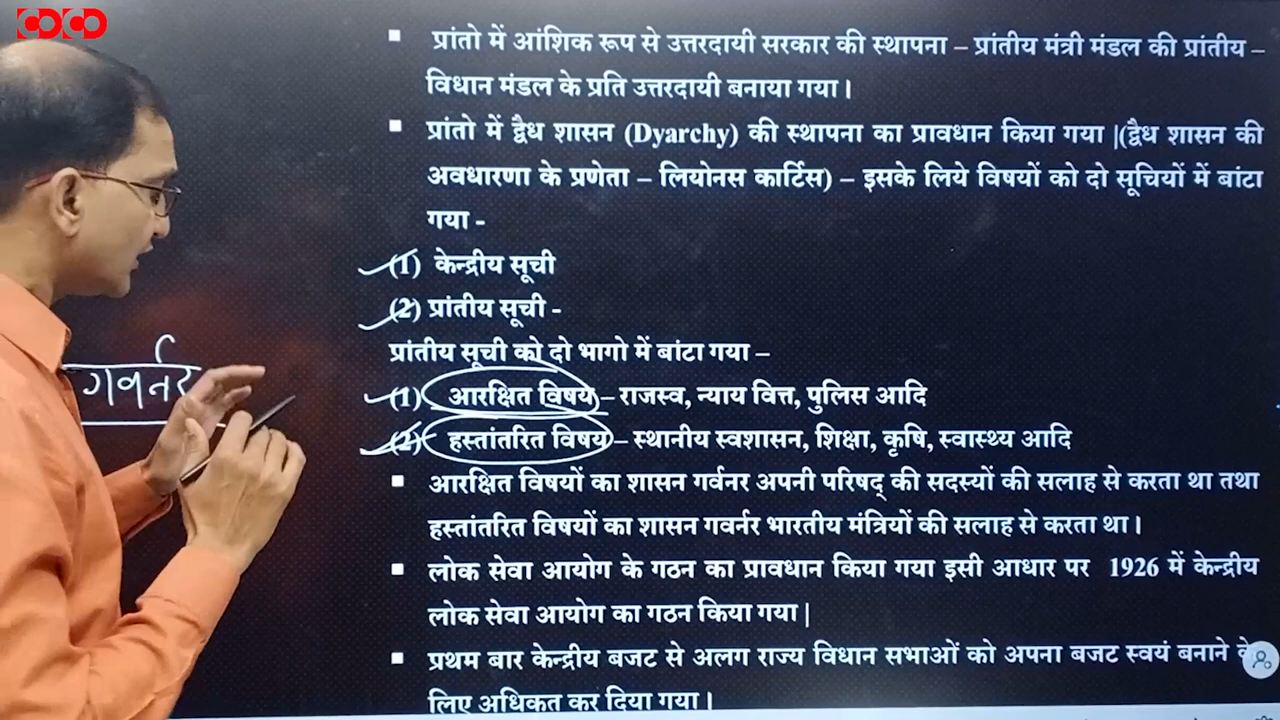 COCO
प्रांतो में आंशिक रूप से उत्तरदायी सरकार की स्थापना – प्रांतीय मंत्री मंडल की प्रांतीय –
विधान मंडल के प्रति उत्तरदायी बनाया गया।
प्रांतो में द्वैध शासन (Dyarchy) की स्थापना का प्रावधान किया गया |(द्वैध शासन की
अवधारणा के प्रणेता – लियोनस कार्टिस) – इसके लिये विषयों को दो सूचियों में बांटा
गया -
(1) केन्द्रीय सूची
(2) प्रांतीय सूची -
प्रांतीय सूची को दो भागो में बांटा गया –
गवर्नर
(1) आरक्षित विषय – राजस्व, न्याय वित्त, पुलिस आदि
(2) हस्तांतरित विषय – स्थानीय स्वशासन, शिक्षा, कृषि, स्वास्थ्य आदि
आरक्षित विषयों का शासन गर्वनर अपनी परिषद् की सदस्यों की सलाह से करता था तथा
हस्तांतरित विषयों का शासन गवर्नर भारतीय मंत्रियों की सलाह से करता था।
लोक सेवा आयोग के गठन का प्रावधान किया गया इसी आधार पर 1926 में केन्द्रीय
लोक सेवा आयोग का गठन किया गया |
प्रथम बार केन्द्रीय बजट से अलग राज्य विधान सभाओं को अपना बजट स्वयं बनाने के
लिए अधिकत कर दिया गया।